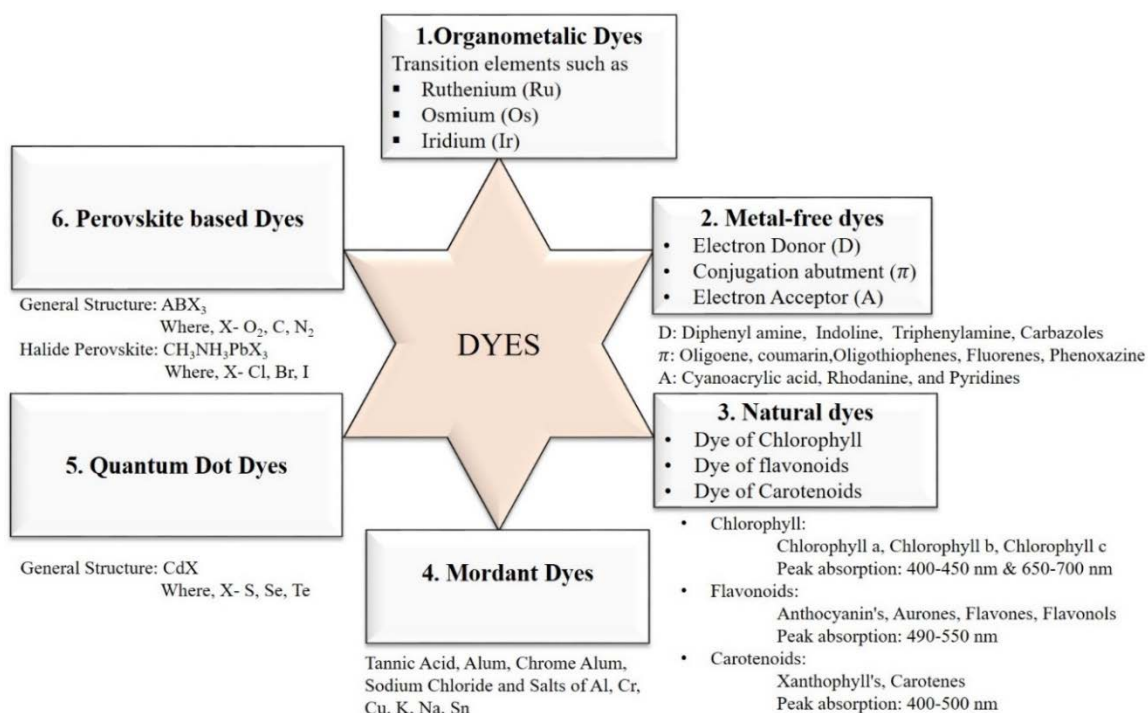 1.Organometalic Dyes
Transition elements such as
▪ Ruthenium (Ru)
▪ Osmium (Os)
▪ Iridium (Ir)
2. Metal-free dyes
• Electron Donor (D)
• Conjugation abutment (π)
• Electron Acceptor (A)
D: Diphenyl amine, Indoline, Triphenylamine, Carbazoles
π: Oligoene, coumarin,Oligothiophenes, Fluorenes, Phenoxazine
A: Cyanoacrylic acid, Rhodanine, and Pyridines
3. Natural dyes
• Dye of Chlorophyll
• Dye of flavonoids
• Dye of Carotenoids
• Chlorophyll:
Chlorophyll a, Chlorophyll b, Chlorophyll c
Peak absorption: 400-450 nm & 650-700 nm
• Flavonoids:
Anthocyanin's, Aurones, Flavones, Flavonols
Peak absorption: 490-550 nm
• Carotenoids:
Xanthophyll's, Carotenes
Peak absorption: 400-500 nm
4. Mordant Dyes
Tannic Acid, Alum, Chrome Alum,
Sodium Chloride and Salts of Al, Cr,
Cu, K, Na, Sn
5. Quantum Dot Dyes
General Structure: CdX
Where, X- S, Se, Te
6. Perovskite based Dyes
General Structure: ABX₃
Where, X- O₂, C, N₂
Halide Perovskite: CH₃NH₃PbX₃
Where, X- Cl, Br, I
DYES